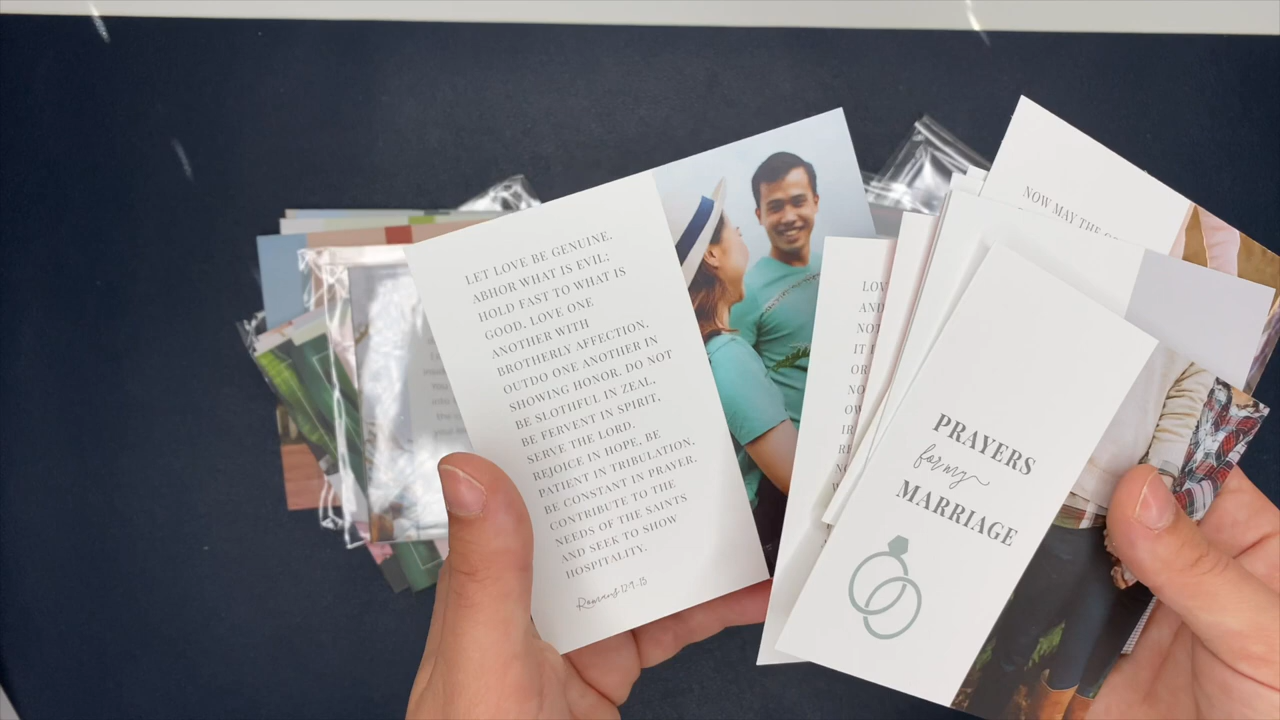 LET LOVE BE GENUINE.
ABHOR WHAT IS EVIL;
HOLD FAST TO WHAT IS
GOOD. LOVE ONE
ANOTHER WITH
BROTHERLY AFFECTION.
OUTDO ONE ANOTHER IN
SHOWING HONOR. DO NOT
BE SLOTHFUL IN ZEAL,
BE FERVENT IN SPIRIT,
SERVE THE LORD.
REJOICE IN HOPE, BE
PATIENT IN TRIBULATION,
BE CONSTANT IN PRAYER.
CONTRIBUTE TO THE
NEEDS OF THE SAINTS
AND SEEK TO SHOW
HOSPITALITY.
Romans 12:9-13
NOW MAY THE
PRAYERS
for my
MARRIAGE